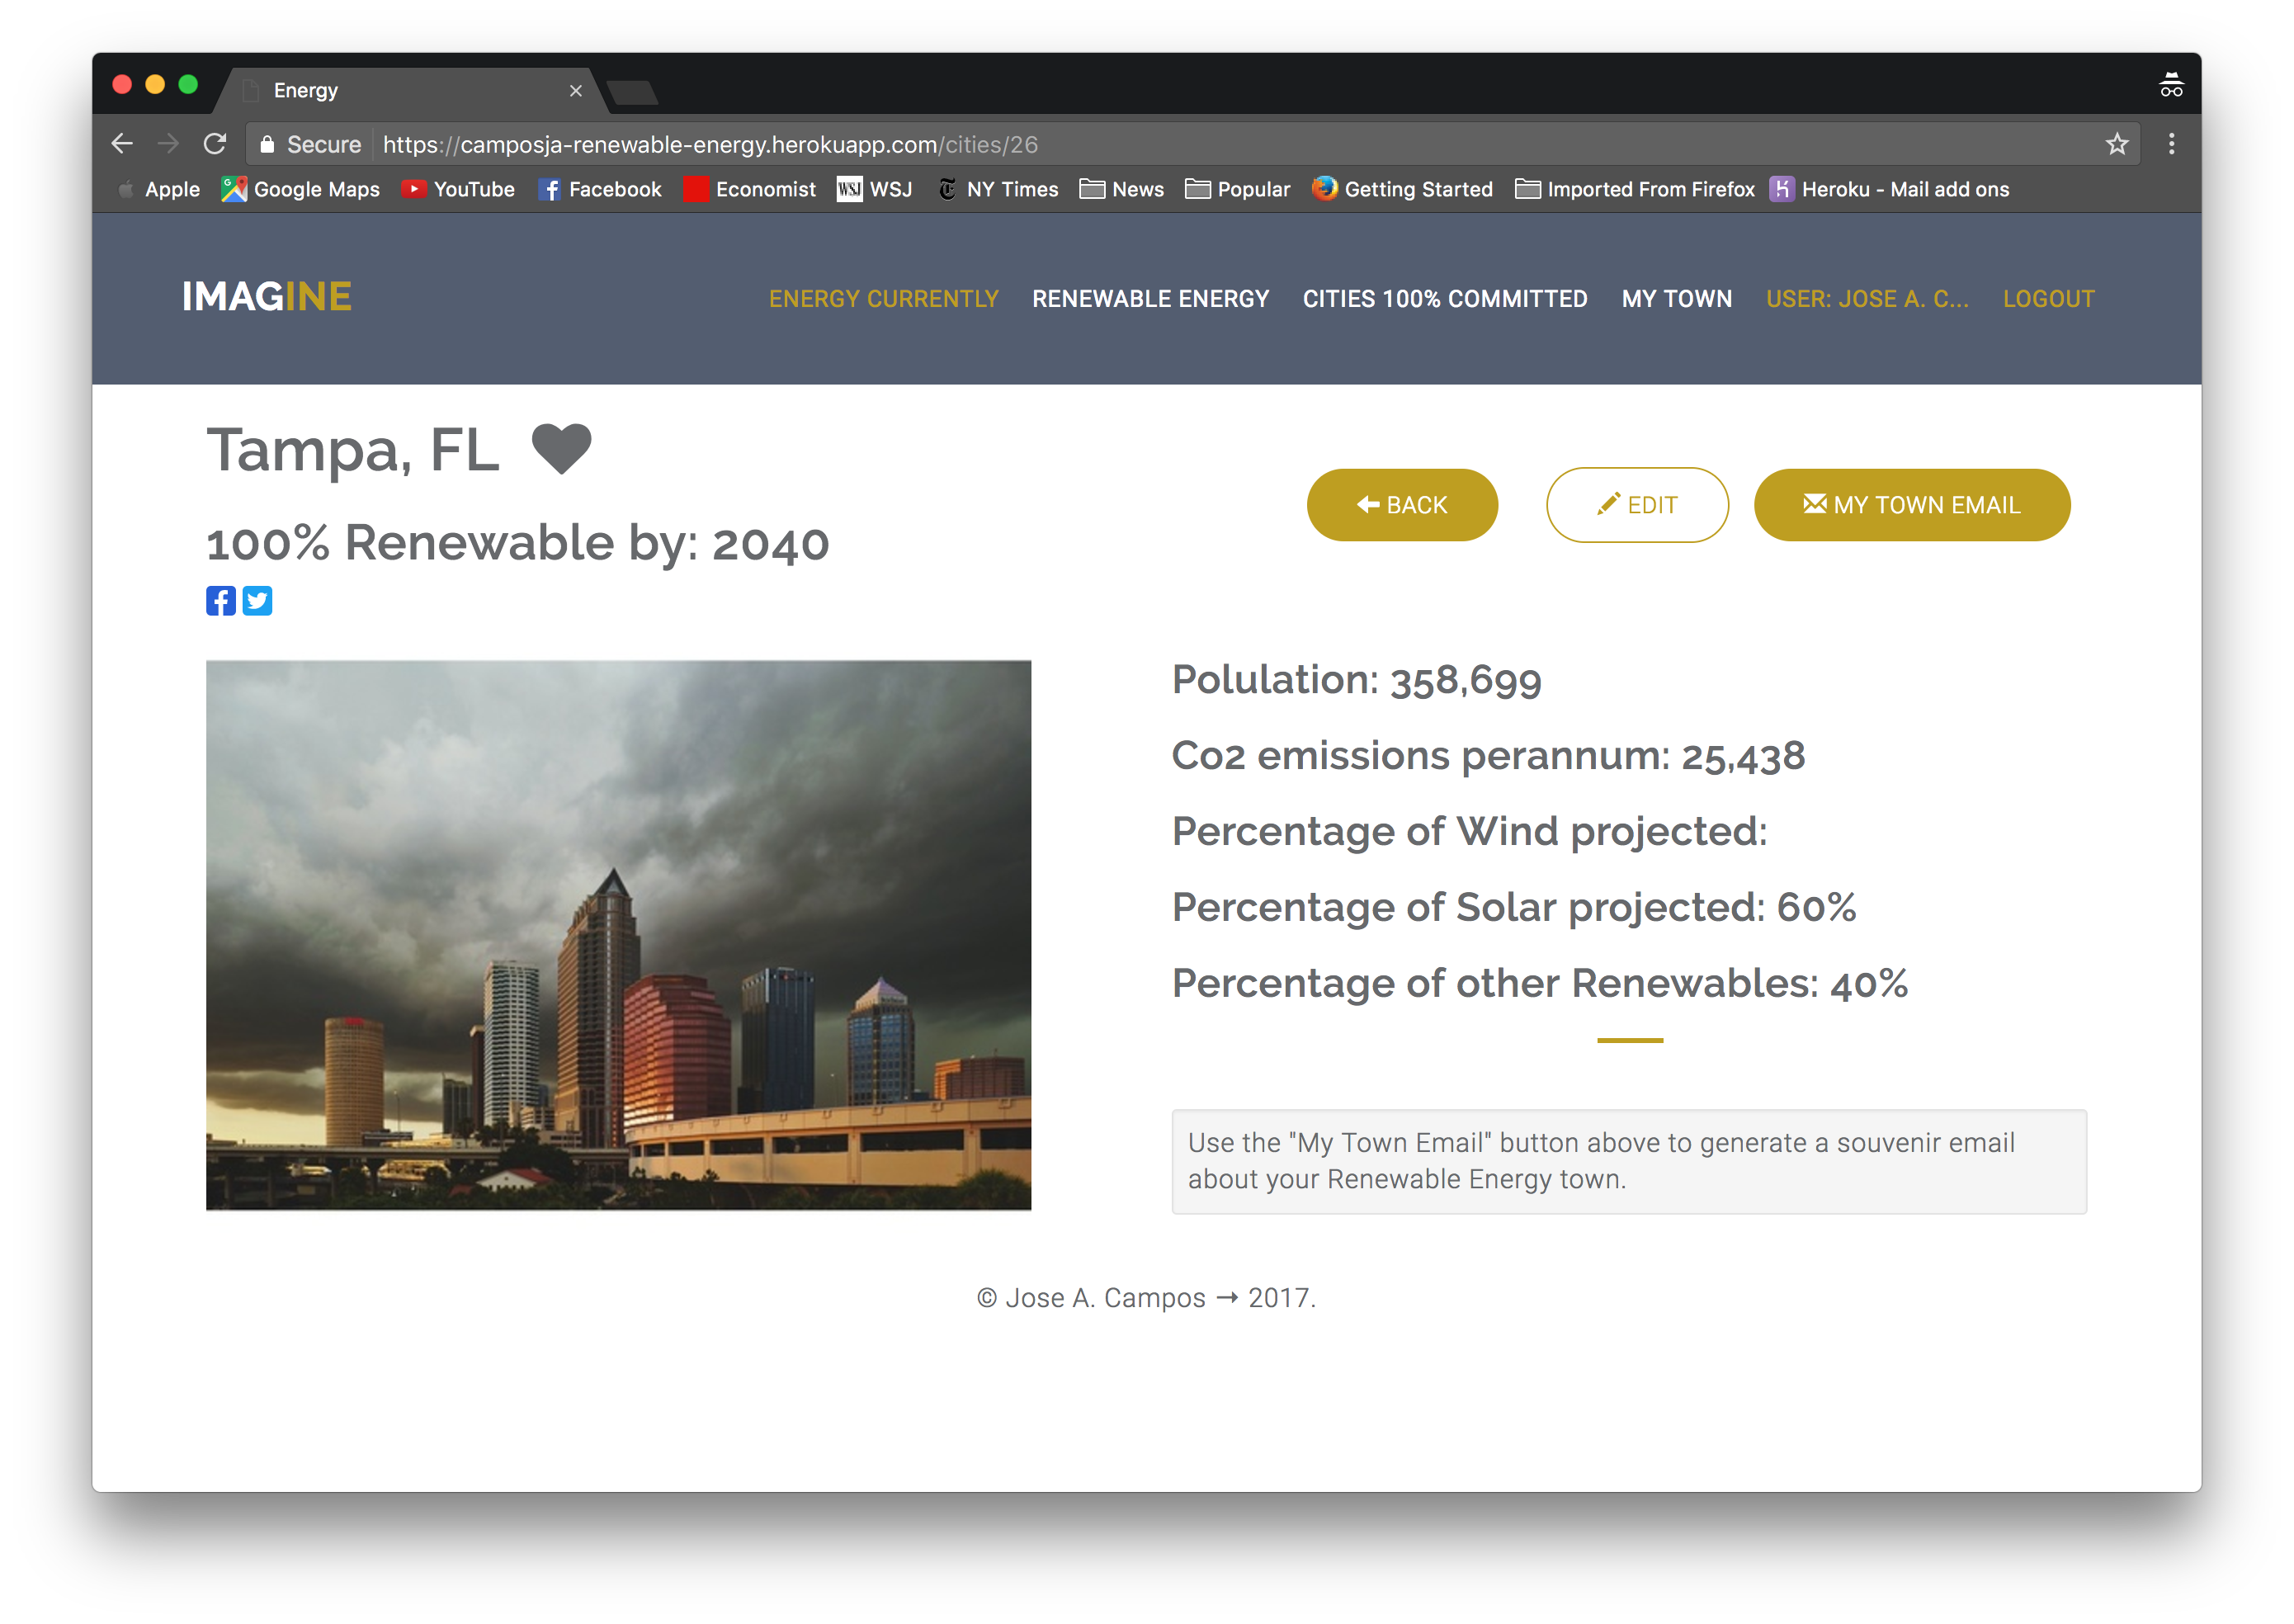 Energy
Secure https://camposja-renewable-energy.herokuapp.com/cities/26
Apple Google Maps YouTube Facebook Economist WSJ WSJ NY Times News Popular Getting Started Imported From Firefox Heroku - Mail add ons
IMAGINE ENERGY CURRENTLY RENEWABLE ENERGY CITIES 100% COMMITTED MY TOWN USER: JOSE A. C... LOGOUT
Tampa, FL
100% Renewable by: 2040
BACK EDIT MY TOWN EMAIL
Polulation: 358,699
Co2 emissions perannum: 25,438
Percentage of Wind projected:
Percentage of Solar projected: 60%
Percentage of other Renewables: 40%
Use the "My Town Email" button above to generate a souvenir email
about your Renewable Energy town.
© Jose A. Campos → 2017.